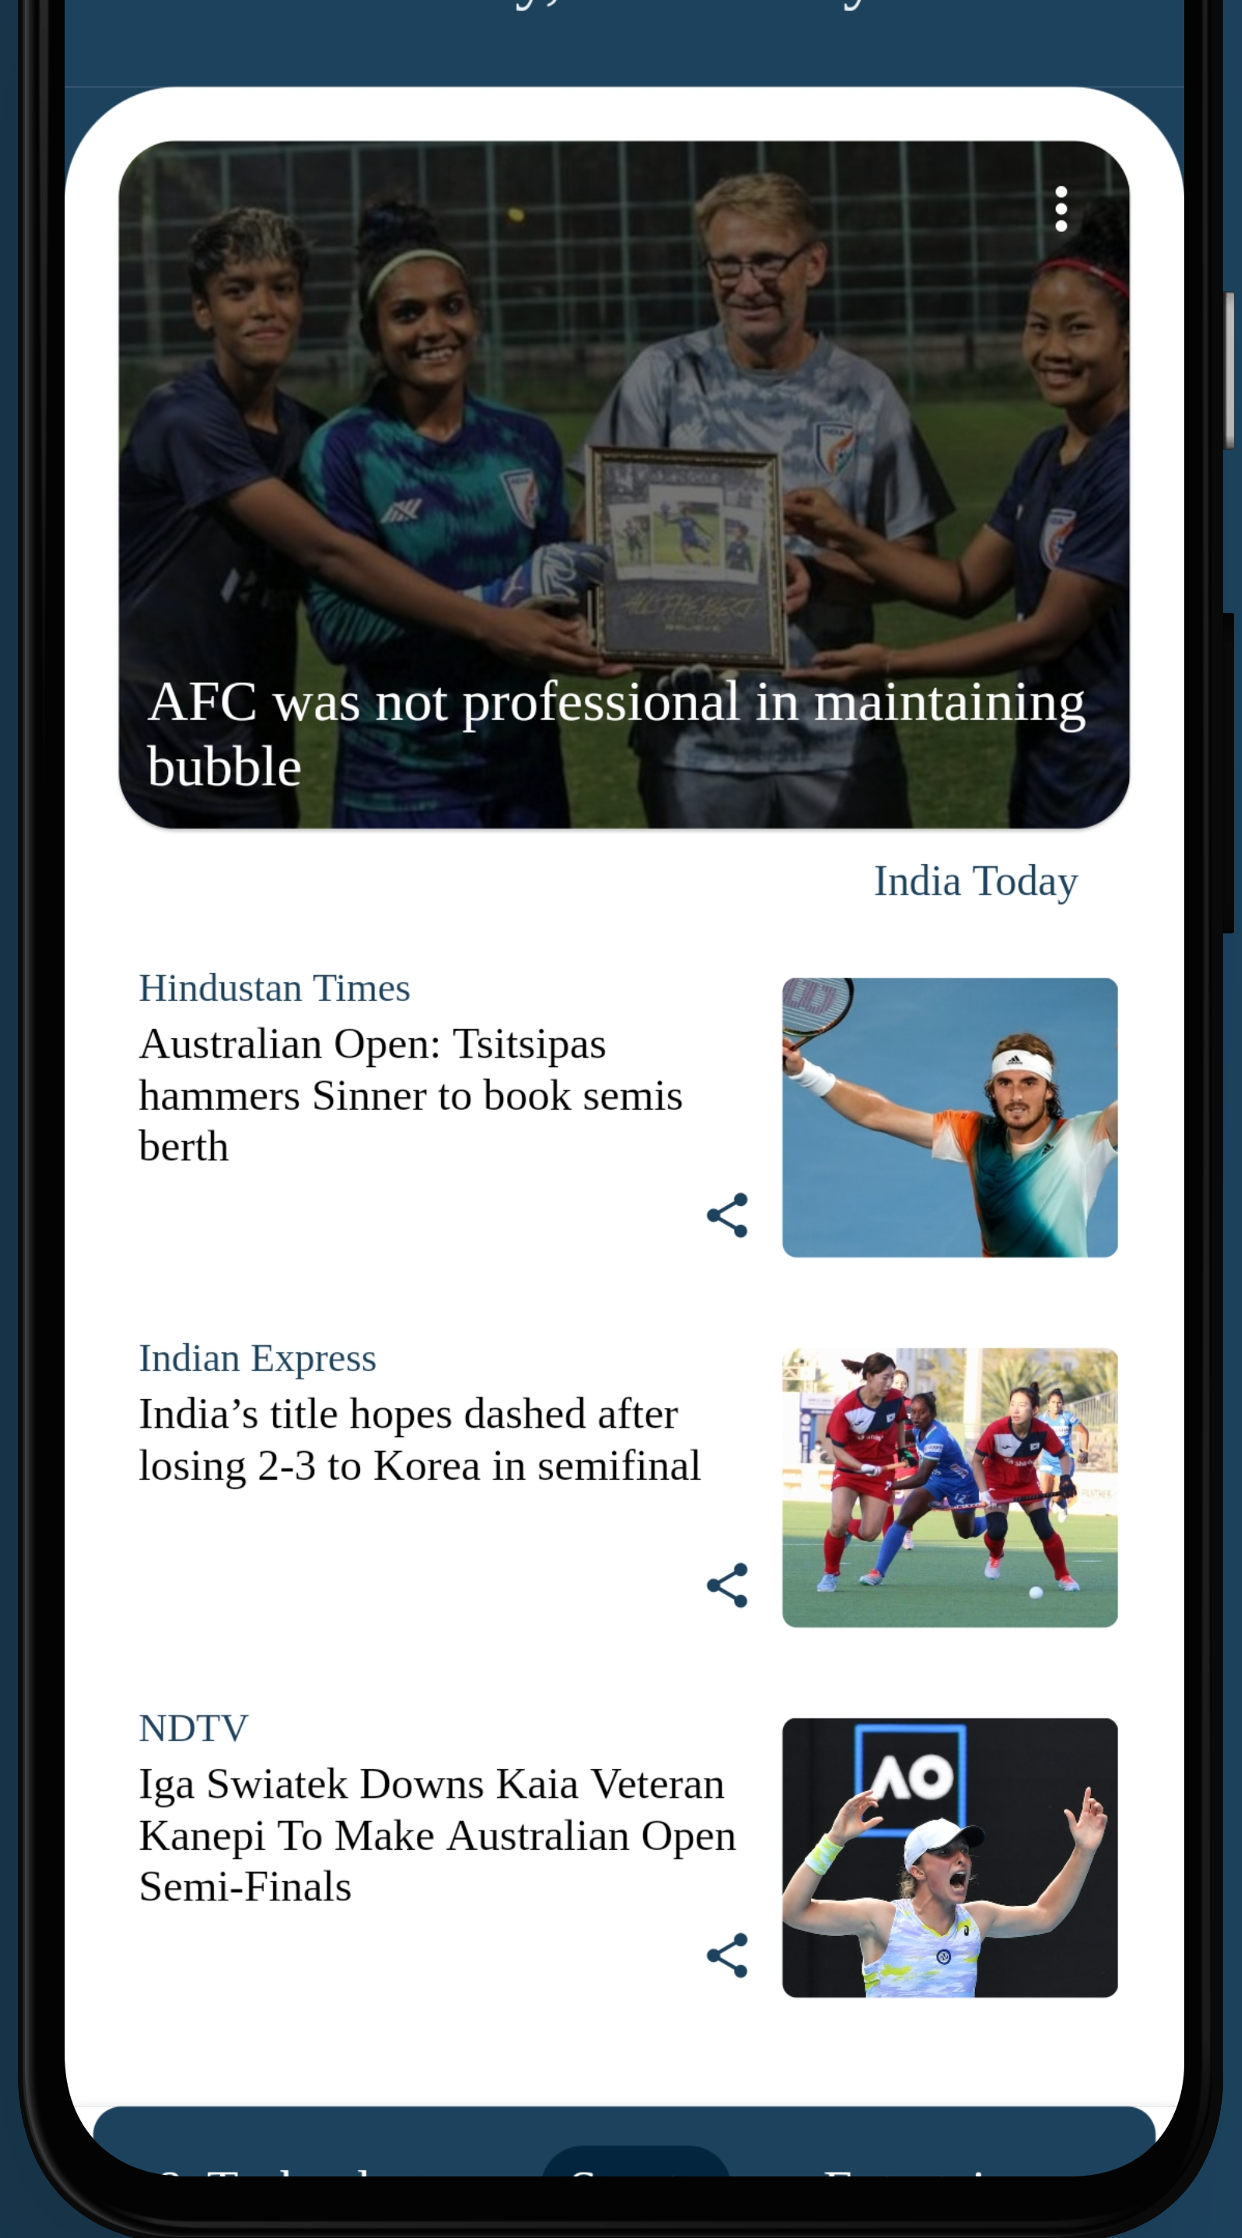 AFC was not professional in maintaining
bubble
India Today
Hindustan Times
Australian Open: Tsitsipas
hammers Sinner to book semis
berth
Indian Express
India’s title hopes dashed after
losing 2-3 to Korea in semifinal
NDTV
AO
Iga Swiatek Downs Kaia Veteran
Kanepi To Make Australian Open
Semi-Finals